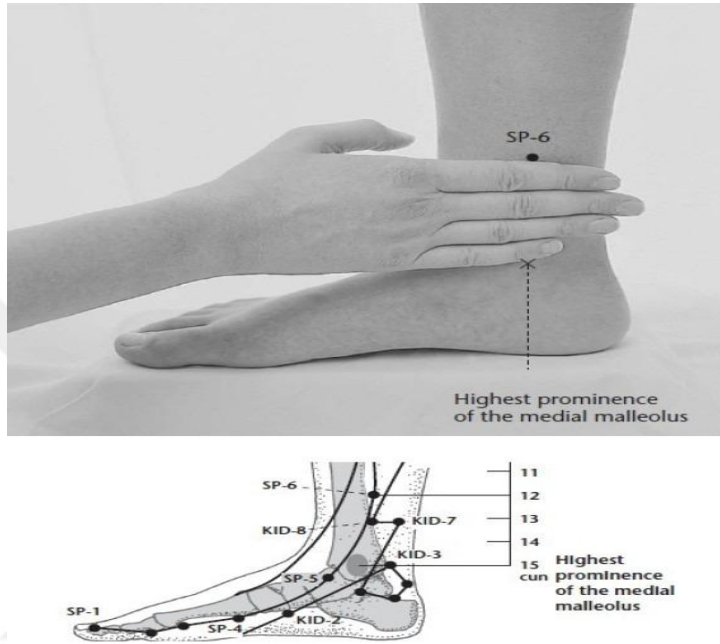 SP-6
Highest prominence
of the medial malleolus
SP-6
11
12
KID-8
KID-7
13
14
KID-3
SP-5
15
cun
Highest
prominence
of the medial
malleolus
SP-1
SP-4
KID-2